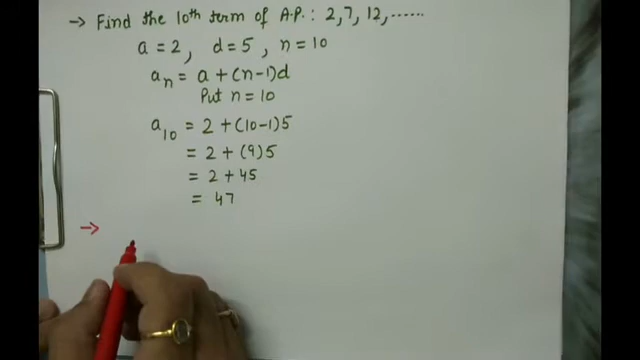 → Find the 10th term of A.P.: 2, 7, 12, ......
a = 2, d = 5, n = 10
aₙ = a + (n-1)d
Put n = 10
a₁₀ = 2 + (10-1)5
= 2 + (9)5
= 2 + 45
= 47
→